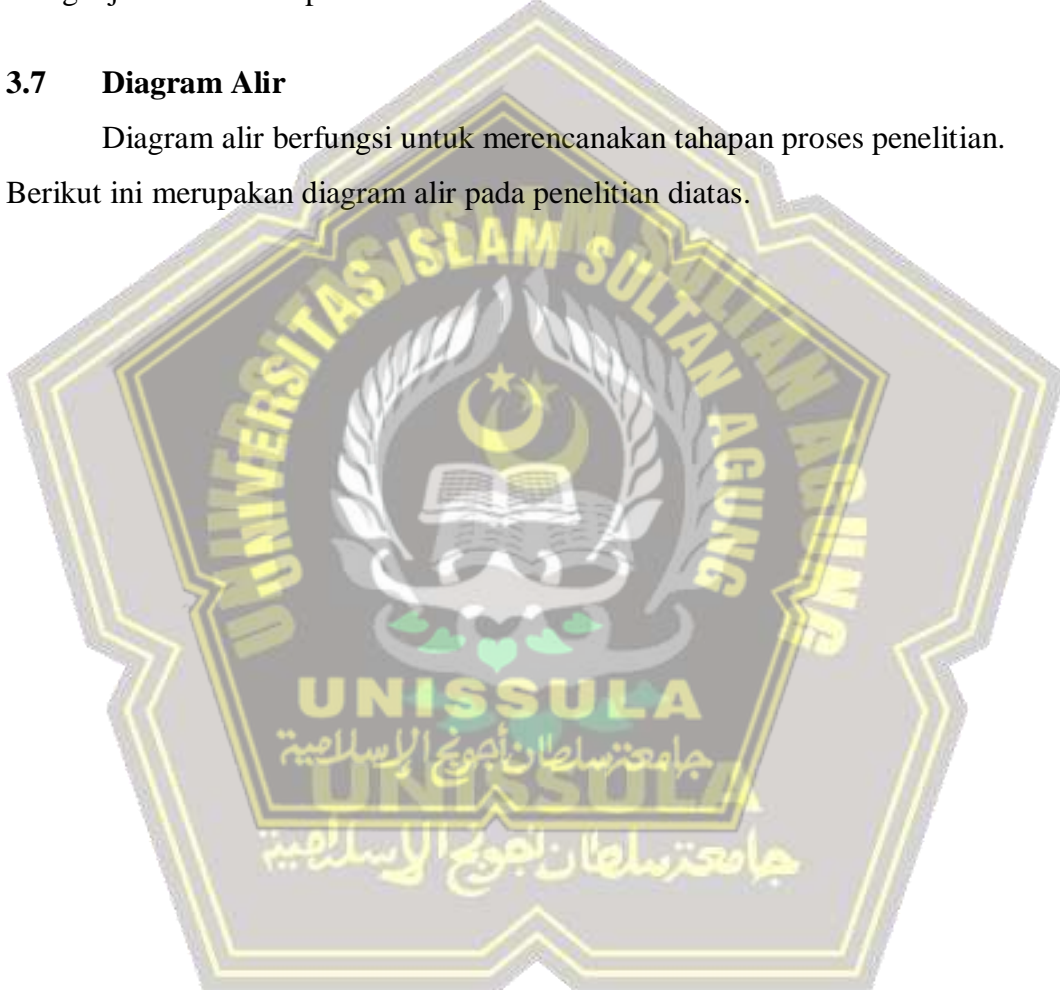 3.7 Diagram Alir
Diagram alir berfungsi untuk merencanakan tahapan proses penelitian.
Berikut ini merupakan diagram alir pada penelitian diatas.
UNIVERSITAS ISLAM SULTAN AGUNG
UNISSULA
جامعة سلطان أجونج الإسلامية
UNISSULA
جامعة سلطان أجونج الإسلامية